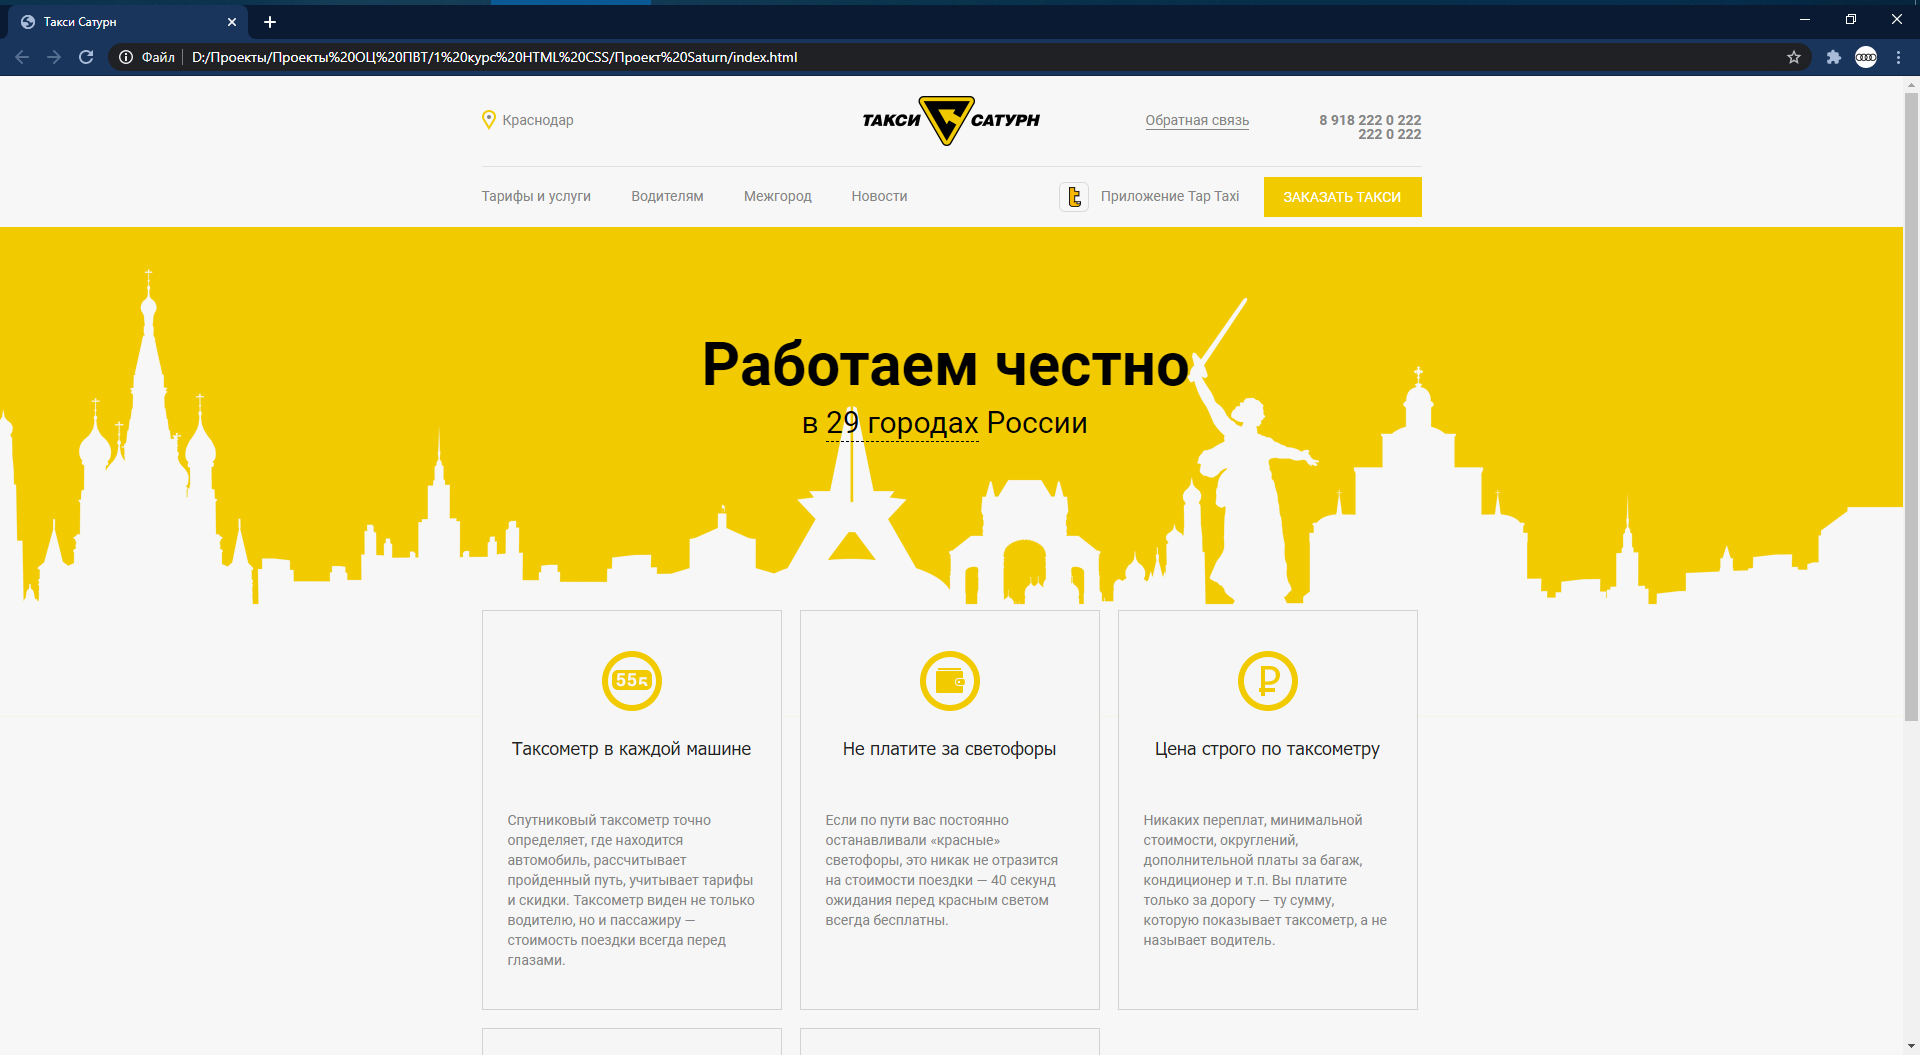 Такси Сатурн
Файл
D:/Проекты/Проекты%20ОЦ%20ПВТ/1%20курс%20HTML%20CSS/Проект%20Saturn/index.html
Краснодар
ТАКСИ САТУРН
Обратная связь
8 918 222 0 222
222 0 222
Тарифы и услуги
Водителям
Межгород
Новости
t
Приложение Tap Taxi
ЗАКАЗАТЬ ТАКСИ
Работаем честно
в 29 городах России
55
Таксометр в каждой машине
Спутниковый таксометр точно
определяет, где находится
автомобиль, рассчитывает
пройденный путь, учитывает тарифы
и скидки. Таксометр виден не только
водителю, но и пассажиру —
стоимость поездки всегда перед
глазами.
Не платите за светофоры
Если по пути вас постоянно
останавливали «красные»
светофоры, это никак не отразится
на стоимости поездки — 40 секунд
ожидания перед красным светом
всегда бесплатны.
₽
Цена строго по таксометру
Никаких переплат, минимальной
стоимости, округлений,
дополнительной платы за багаж,
кондиционер и т.п. Вы платите
только за дорогу — ту сумму,
которую показывает таксометр, а не
называет водитель.